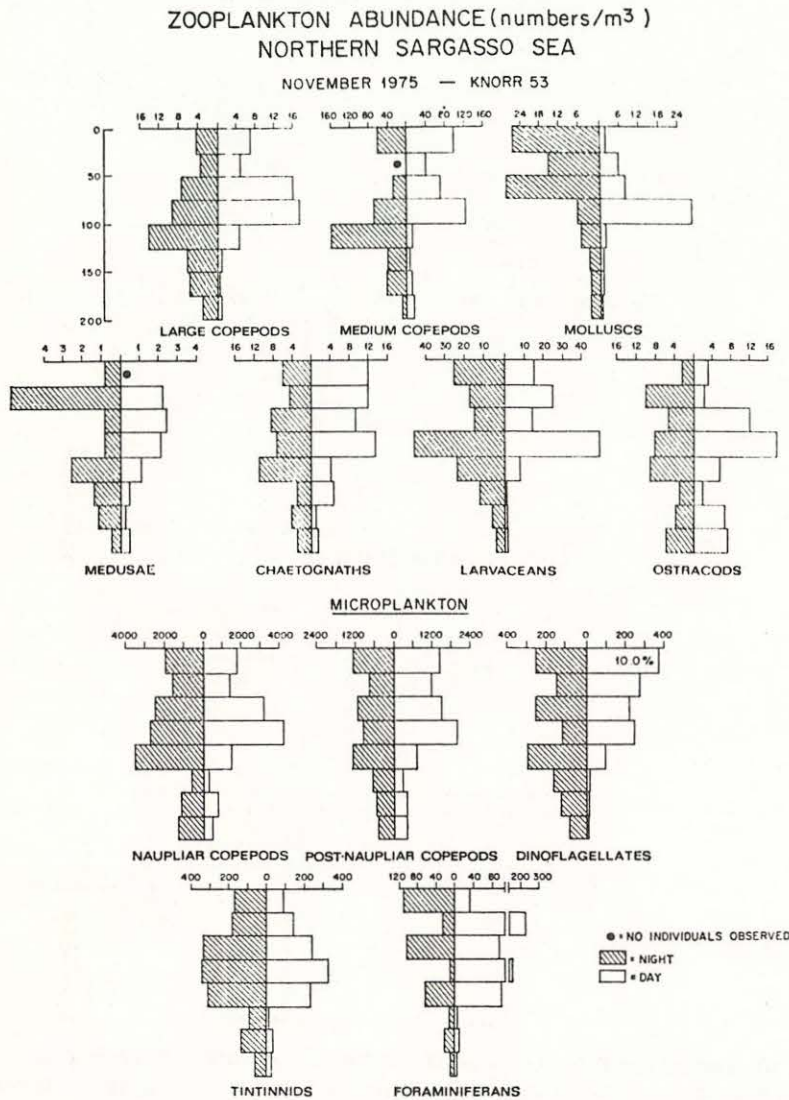 ZOOPLANKTON ABUNDANCE (numbers/m³)
NORTHERN SARGASSO SEA
NOVEMBER 1975 — KNORR 53
16 12 8 4 4 8 12 16
160 120 80 40 40 80 120 160
24 18 12 6 6 12 18 24
0
50
100
150
200
LARGE COPEPODS
MEDIUM COPEPODS
MOLLUSCS
4 3 2 1 1 2 3 4
16 12 8 4 4 8 12 16
40 30 20 10 10 20 30 40
16 12 8 4 4 8 12 16
MEDUSAE
CHAETOGNATHS
LARVACEANS
OSTRACODS
MICROPLANKTON
4000 2000 0 2000 4000
2400 1200 0 1200 2400
400 200 0 200 400
10.0%
NAUPLIAR COPEPODS
POST-NAUPLIAR COPEPODS
DINOFLAGELLATES
400 200 0 200 400
120 80 40 0 40 80 200 300
= NO INDIVIDUALS OBSERVED
= NIGHT
= DAY
TINTINNIDS
FORAMINIFERANS